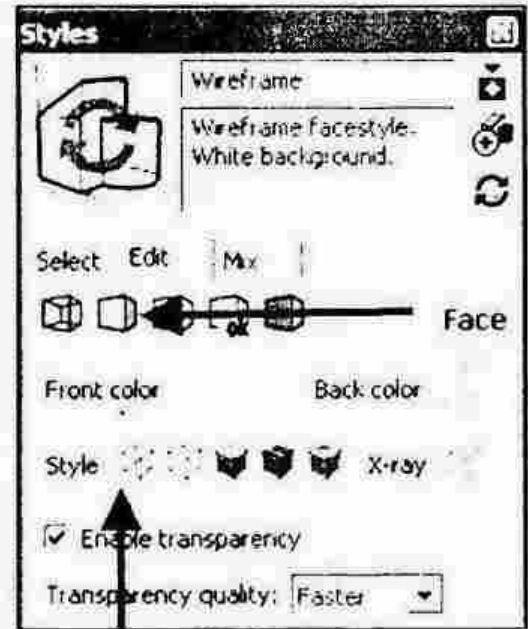 Styles
Wireframe
Wireframe facestyle.
White background.
Select Edit Mix
Face
Front color Back color
Style X-ray
Enable transparency
Transparency quality: Faster